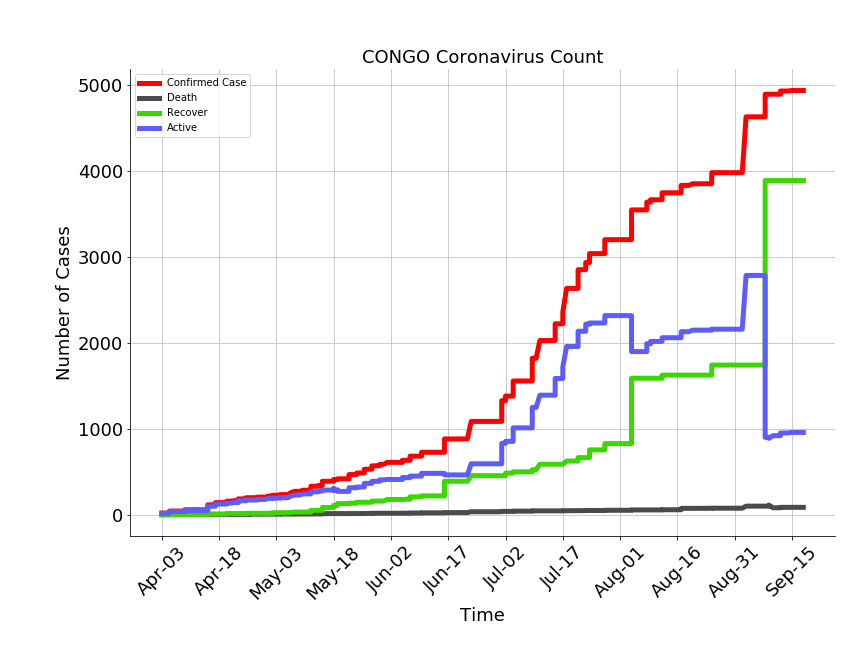 CONGO Coronavirus Count
Confirmed Case
Death
Recover
Active
5000
4000
3000
2000
1000
0
Number of Cases
Apr-03
Apr-18
May-03
May-18
Jun-02
Jun-17
Jul-02
Jul-17
Aug-01
Aug-16
Aug-31
Sep-15
Time